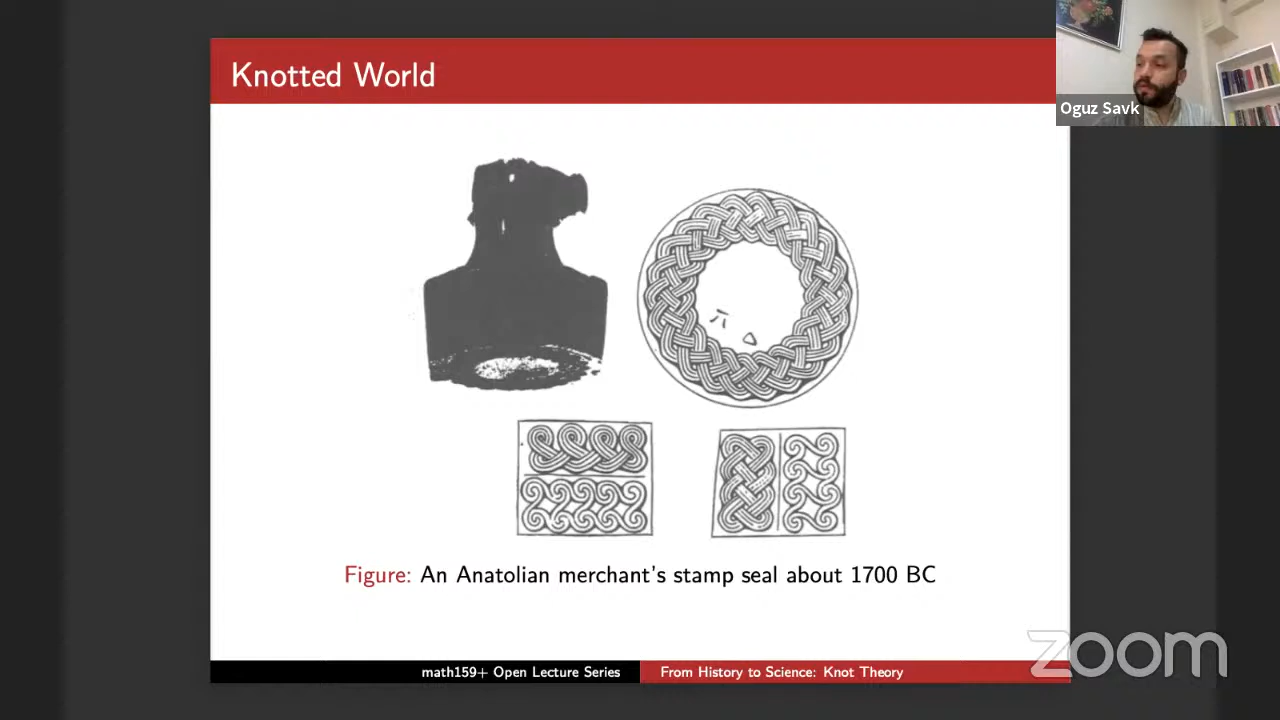 Knotted World
Oguz Savk
Figure: An Anatolian merchant's stamp seal about 1700 BC
math159+ Open Lecture Series
From History to Science: Knot Theory
zoom